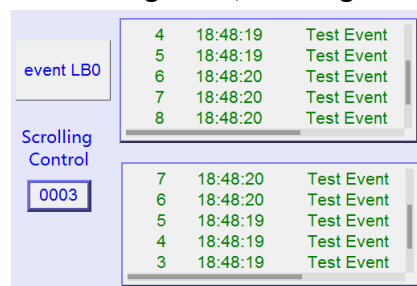 event LB0
Scrolling
Control
0003
4 18:48:19 Test Event
5 18:48:19 Test Event
6 18:48:20 Test Event
7 18:48:20 Test Event
8 18:48:20 Test Event
7 18:48:20 Test Event
6 18:48:20 Test Event
5 18:48:19 Test Event
4 18:48:19 Test Event
3 18:48:19 Test Event